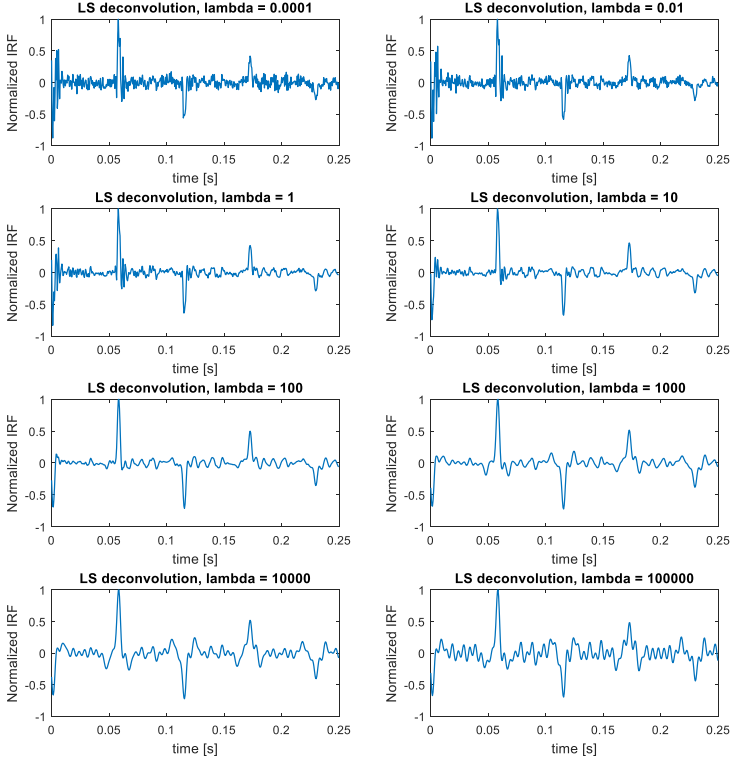 LS deconvolution, lambda = 0.0001
Normalized IRF
1
0.5
0
-0.5
-1
0 0.05 0.1 0.15 0.2 0.25
time [s]
LS deconvolution, lambda = 0.01
Normalized IRF
1
0.5
0
-0.5
-1
0 0.05 0.1 0.15 0.2 0.25
time [s]
LS deconvolution, lambda = 1
Normalized IRF
1
0.5
0
-0.5
-1
0 0.05 0.1 0.15 0.2 0.25
time [s]
LS deconvolution, lambda = 10
Normalized IRF
1
0.5
0
-0.5
-1
0 0.05 0.1 0.15 0.2 0.25
time [s]
LS deconvolution, lambda = 100
Normalized IRF
1
0.5
0
-0.5
-1
0 0.05 0.1 0.15 0.2 0.25
time [s]
LS deconvolution, lambda = 1000
Normalized IRF
1
0.5
0
-0.5
-1
0 0.05 0.1 0.15 0.2 0.25
time [s]
LS deconvolution, lambda = 10000
Normalized IRF
1
0.5
0
-0.5
-1
0 0.05 0.1 0.15 0.2 0.25
time [s]
LS deconvolution, lambda = 100000
Normalized IRF
1
0.5
0
-0.5
-1
0 0.05 0.1 0.15 0.2 0.25
time [s]